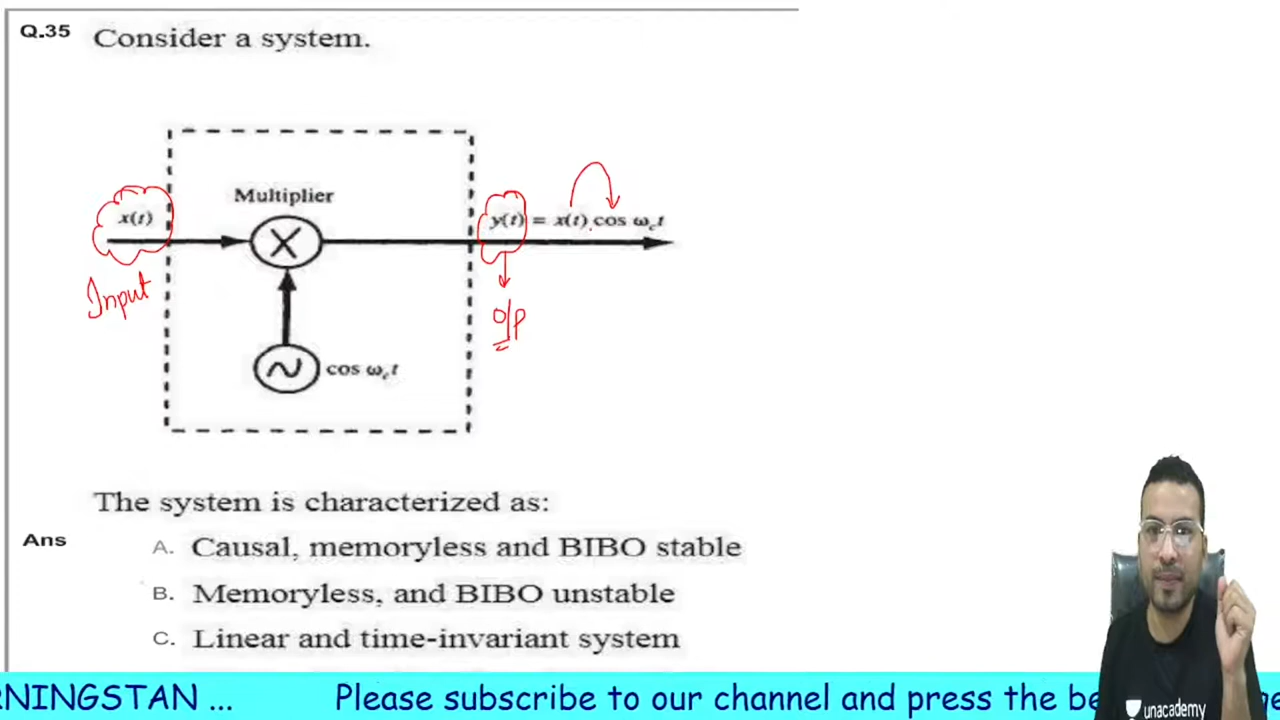 Q.35 Consider a system.
Multiplier
x(t)
y(t) = x(t) cos ω_c t
Input
O/P
cos ω_c t
The system is characterized as:
Ans
A. Causal, memoryless and BIBO stable
B. Memoryless, and BIBO unstable
C. Linear and time-invariant system
RNINGSTAN ... Please subscribe to our channel and press the be
unacademy